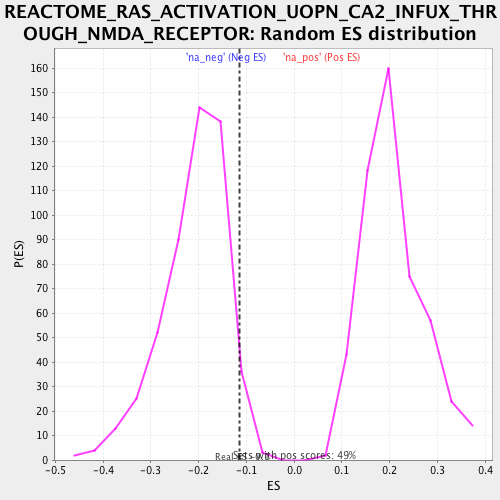 REACTOME_RAS_ACTIVATION_UOPN_CA2_INFUX_THR
OUGH_NMDA_RECEPTOR: Random ES distribution
'na_neg' (Neg ES) 'na_pos' (Pos ES)
160
150
140
130
120
110
100
90
80
70
60
50
40
30
20
10
0
P(ES)
Sets with pos scores: 49%
Real ES
-0.5 -0.4 -0.3 -0.2 -0.1 0.0 0.1 0.2 0.3 0.4
ES